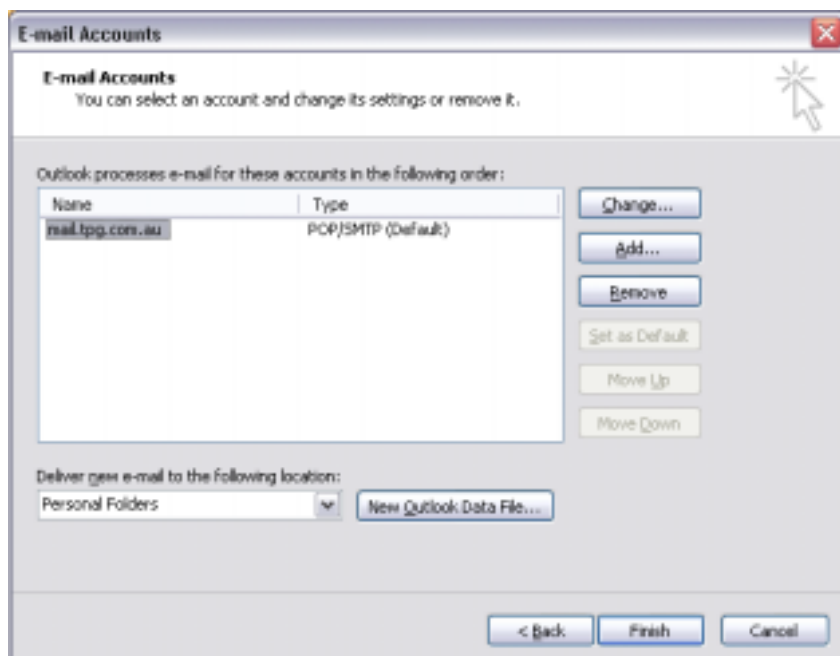 E-mail Accounts
E-mail Accounts
You can select an account and change its settings or remove it.
Outlook processes e-mail for these accounts in the following order:
Name Type
mail.tpg.com.au POP/SMTP (Default)
Change...
Add...
Remove
Set as Default
Move Up
Move Down
Deliver new e-mail to the following location:
Personal Folders New Outlook Data File...
< Back Finish Cancel